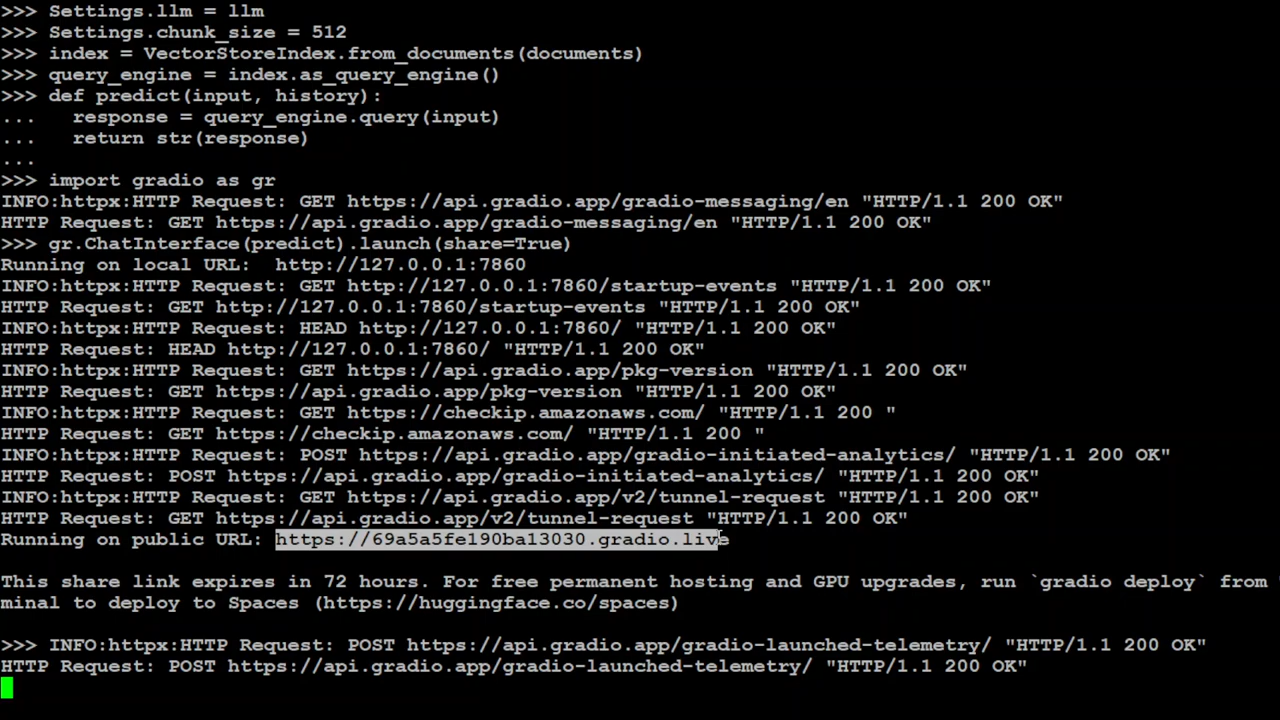 >>> Settings.llm = llm
>>> Settings.chunk_size = 512
>>> index = VectorStoreIndex.from_documents(documents)
>>> query_engine = index.as_query_engine()
>>> def predict(input, history):
...   response = query_engine.query(input)
...   return str(response)
...
>>> import gradio as gr
INFO:httpx:HTTP Request: GET https://api.gradio.app/gradio-messaging/en "HTTP/1.1 200 OK"
HTTP Request: GET https://api.gradio.app/gradio-messaging/en "HTTP/1.1 200 OK"
>>> gr.ChatInterface(predict).launch(share=True)
Running on local URL:  http://127.0.0.1:7860
INFO:httpx:HTTP Request: GET http://127.0.0.1:7860/startup-events "HTTP/1.1 200 OK"
HTTP Request: GET http://127.0.0.1:7860/startup-events "HTTP/1.1 200 OK"
INFO:httpx:HTTP Request: HEAD http://127.0.0.1:7860/ "HTTP/1.1 200 OK"
HTTP Request: HEAD http://127.0.0.1:7860/ "HTTP/1.1 200 OK"
INFO:httpx:HTTP Request: GET https://api.gradio.app/pkg-version "HTTP/1.1 200 OK"
HTTP Request: GET https://api.gradio.app/pkg-version "HTTP/1.1 200 OK"
INFO:httpx:HTTP Request: GET https://checkip.amazonaws.com/ "HTTP/1.1 200 "
HTTP Request: GET https://checkip.amazonaws.com/ "HTTP/1.1 200 "
INFO:httpx:HTTP Request: POST https://api.gradio.app/gradio-initiated-analytics/ "HTTP/1.1 200 OK"
HTTP Request: POST https://api.gradio.app/gradio-initiated-analytics/ "HTTP/1.1 200 OK"
INFO:httpx:HTTP Request: GET https://api.gradio.app/v2/tunnel-request "HTTP/1.1 200 OK"
HTTP Request: GET https://api.gradio.app/v2/tunnel-request "HTTP/1.1 200 OK"
Running on public URL: https://69a5a5fe190ba13030.gradio.live
This share link expires in 72 hours. For free permanent hosting and GPU upgrades, run `gradio deploy` from
minal to deploy to Spaces (https://huggingface.co/spaces)
>>> INFO:httpx:HTTP Request: POST https://api.gradio.app/gradio-launched-telemetry/ "HTTP/1.1 200 OK"
HTTP Request: POST https://api.gradio.app/gradio-launched-telemetry/ "HTTP/1.1 200 OK"